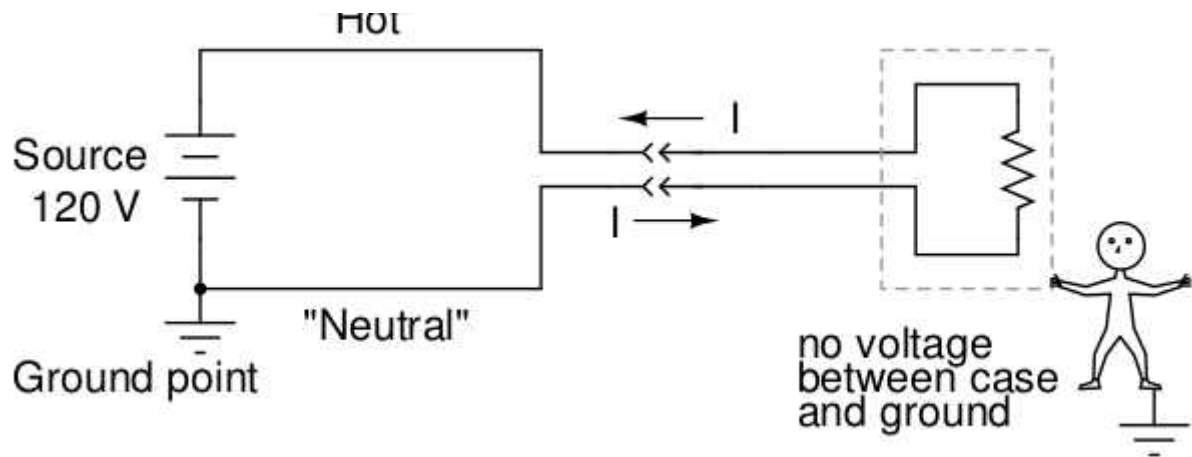 Hot
Source
120 V
I
I
"Neutral"
Ground point
no voltage
between case
and ground